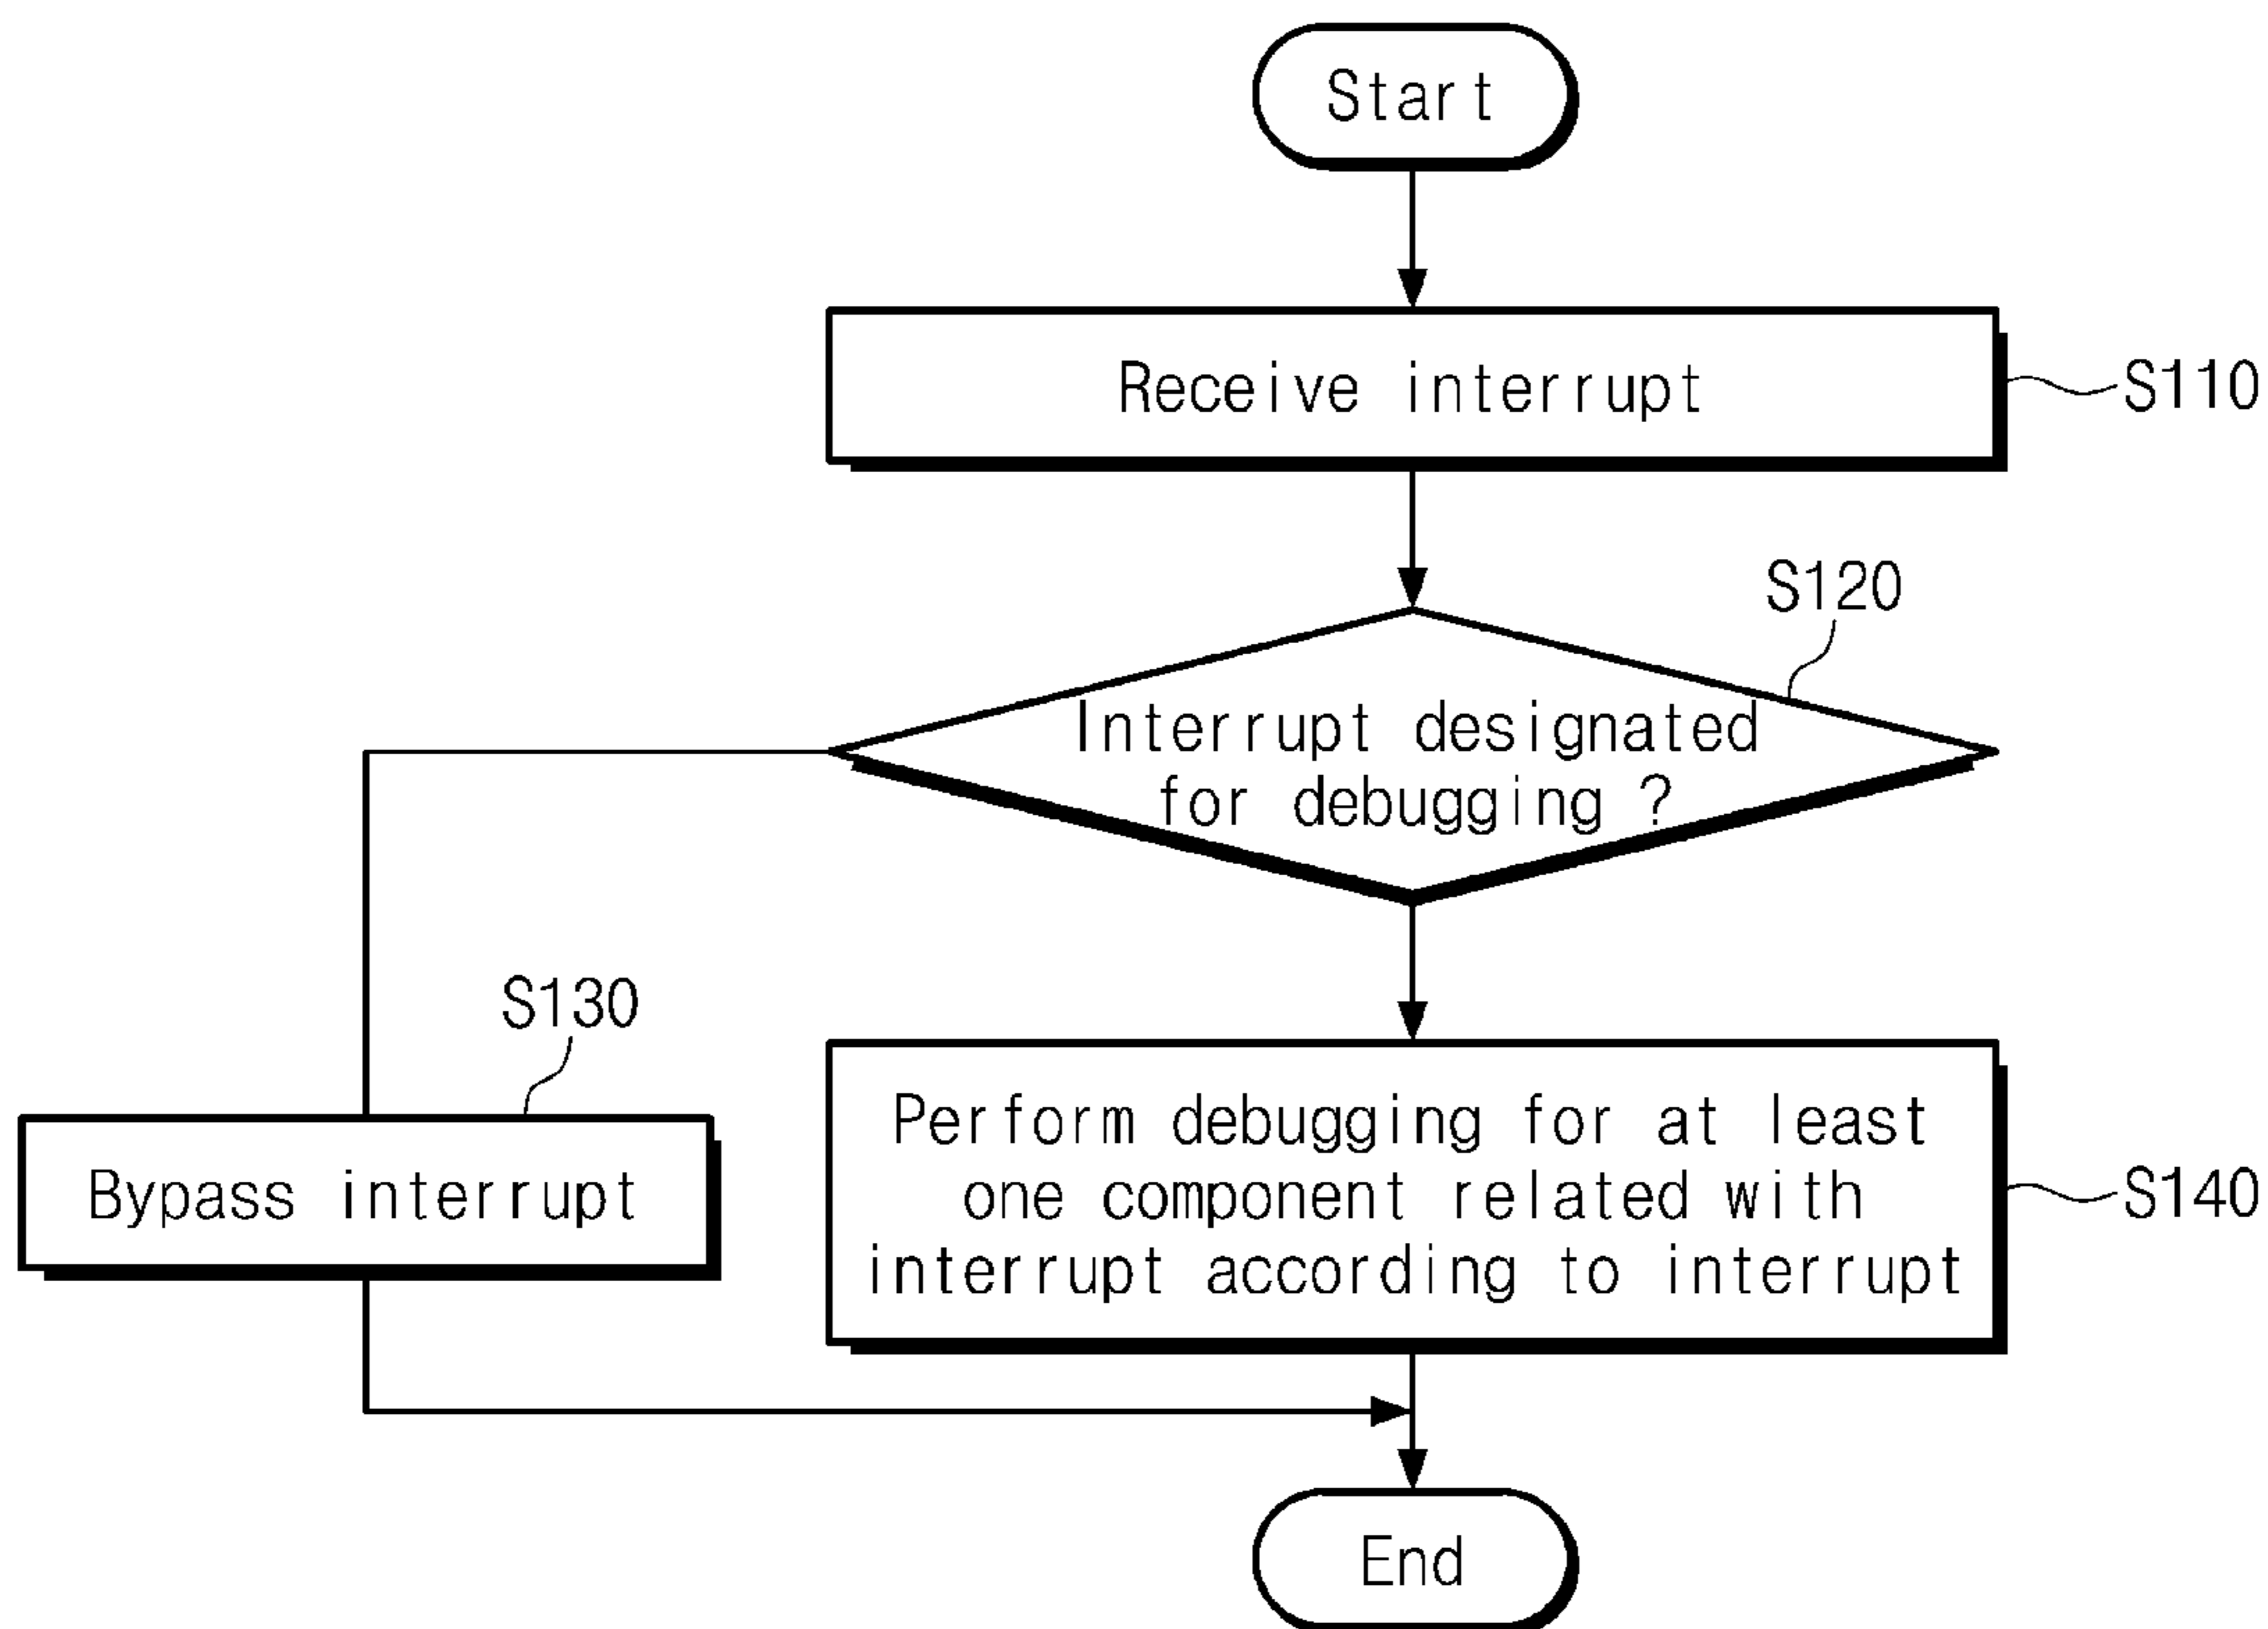 Start
Receive interrupt
S110
S120
Interrupt designated
for debugging ?
S130
Bypass interrupt
Perform debugging for at least
one component related with
interrupt according to interrupt
S140
End